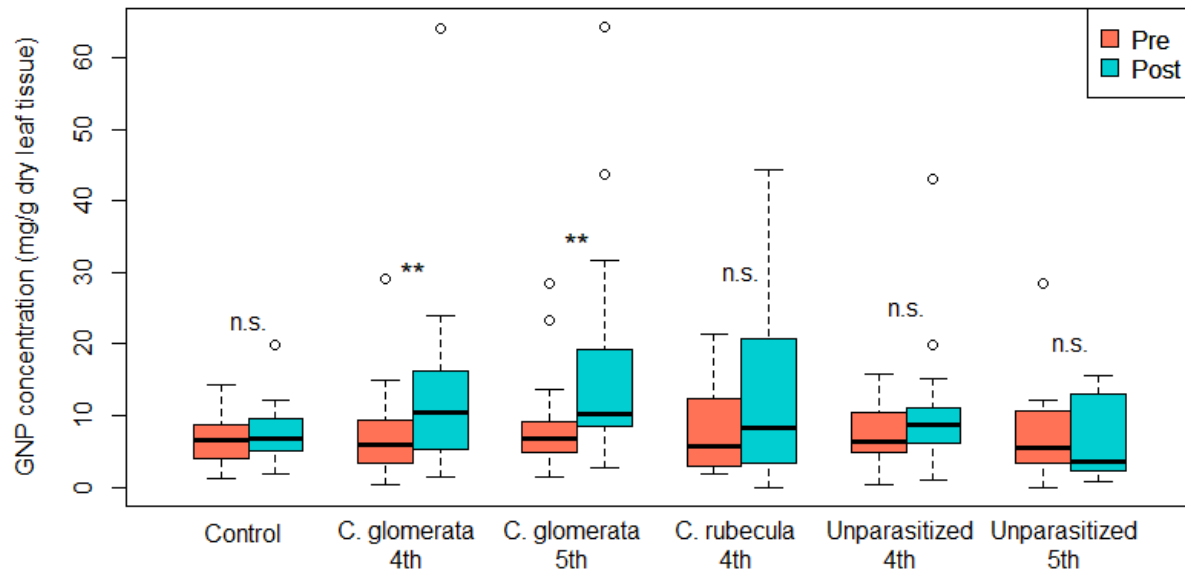 GNP concentration (mg/g dry leaf tissue)
60
50
40
30
20
10
0
Pre
Post
n.s.
**
**
n.s.
n.s.
n.s.
Control
C. glomerata
4th
C. glomerata
5th
C. rubecula
4th
Unparasitized
4th
Unparasitized
5th